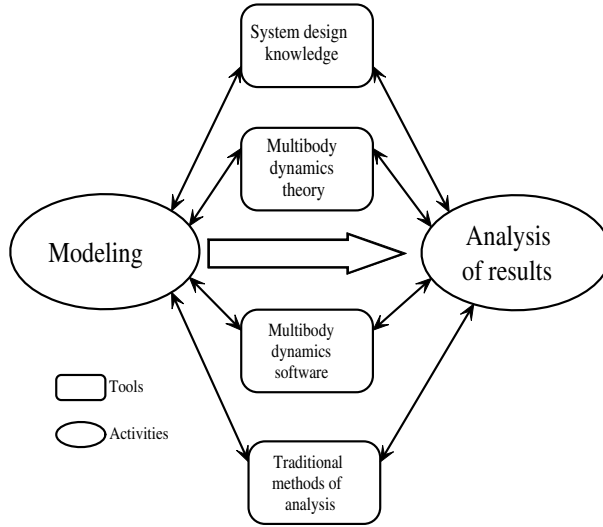 System design
knowledge
Multibody
dynamics
theory
Modeling
Analysis
of results
Multibody
dynamics
software
Tools
Activities
Traditional
methods of
analysis